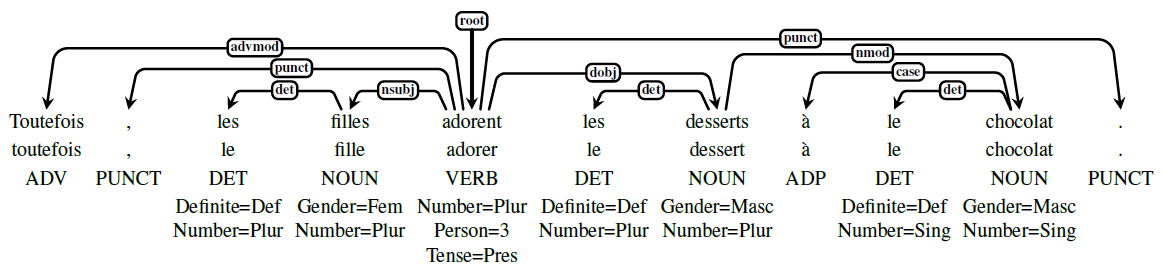 root
advmod punct
punct dobj nmod case
det nsubj det det
Toutefois , les filles adorent les desserts à le chocolat .
toutefois , le fille adorer le dessert à le chocolat .
ADV PUNCT DET NOUN VERB DET NOUN ADP DET NOUN PUNCT
Definite=Def Gender=Fem Number=Plur Definite=Def Gender=Masc Definite=Def Gender=Masc
Number=Plur Number=Plur Person=3 Number=Plur Number=Plur Number=Sing Number=Sing
Tense=Pres